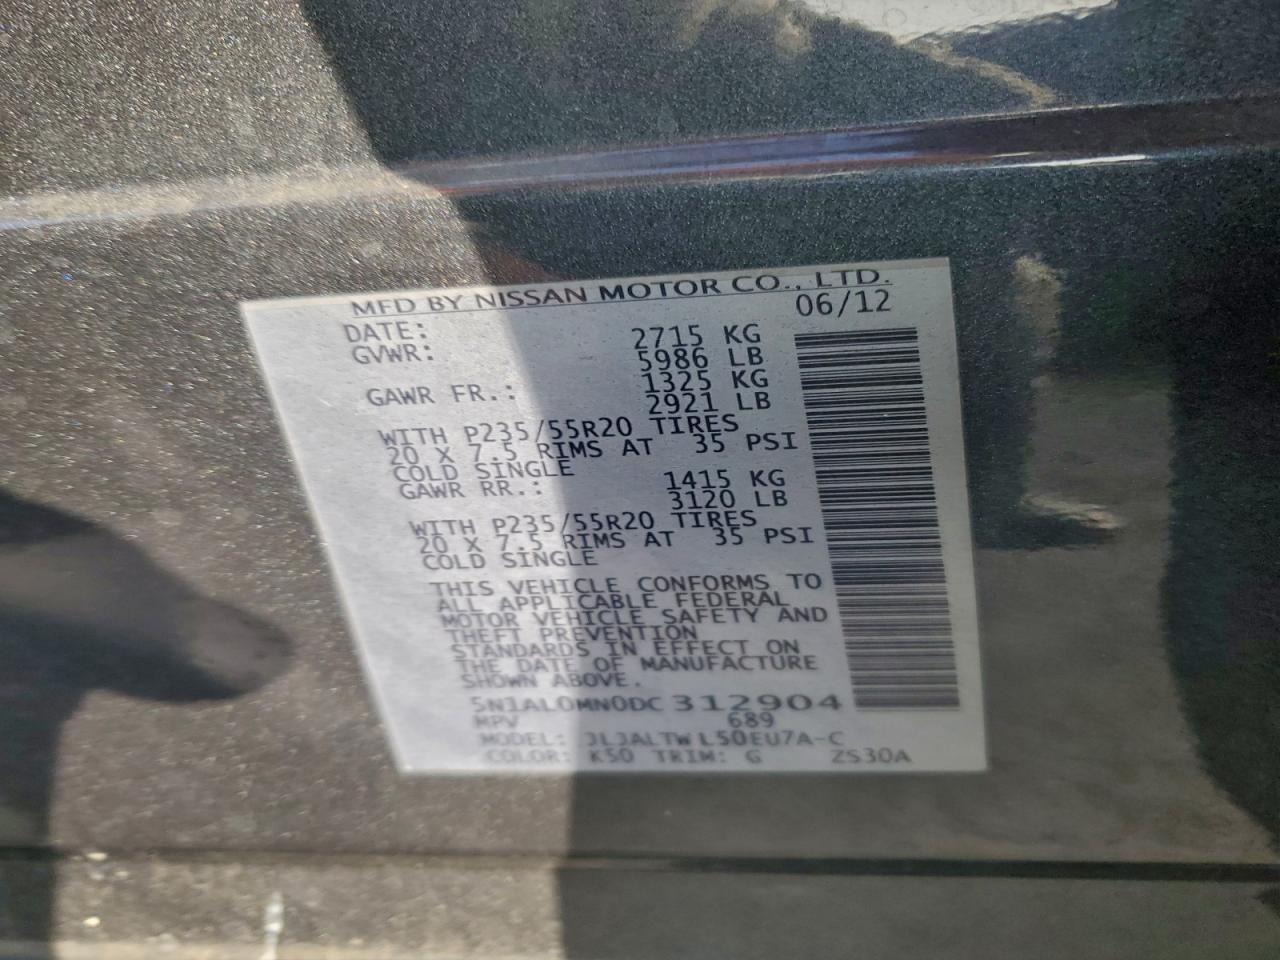 MFD BY NISSAN MOTOR CO., LTD.
DATE: 06/12
GVWR: 2715 KG
5986 LB
GAWR FR.: 1325 KG
2921 LB
WITH P235/55R20 TIRES
20 X 7.5 RIMS AT 35 PSI
COLD SINGLE
GAWR RR.: 1415 KG
3120 LB
WITH P235/55R20 TIRES
20 X 7.5 RIMS AT 35 PSI
COLD SINGLE
THIS VEHICLE CONFORMS TO
ALL APPLICABLE FEDERAL
MOTOR VEHICLE SAFETY AND
THEFT PREVENTION
STANDARDS IN EFFECT ON
THE DATE OF MANUFACTURE
SHOWN ABOVE.
5N1AL0MN0DC312904
MPV 689
MODEL: JLJALTWL50EU7A-C
COLOR: K50 TRIM: G ZS30A